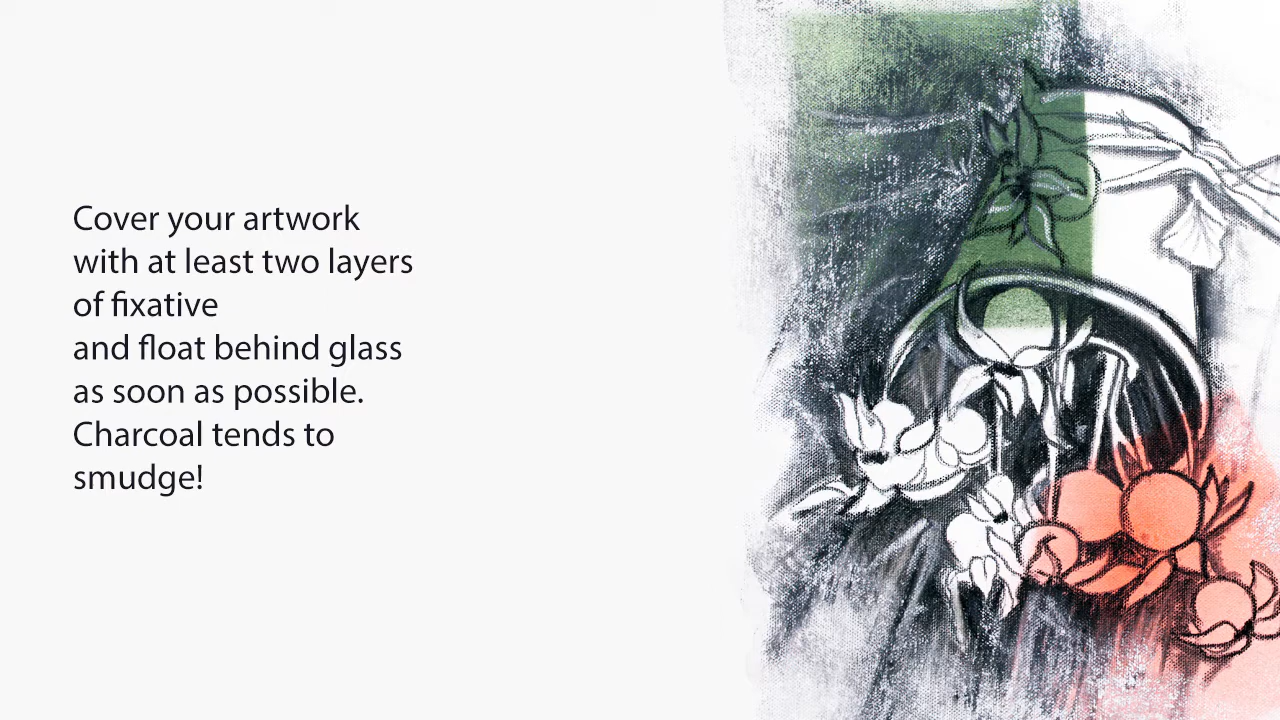 Cover your artwork
with at least two layers
of fixative
and float behind glass
as soon as possible.
Charcoal tends to
smudge!